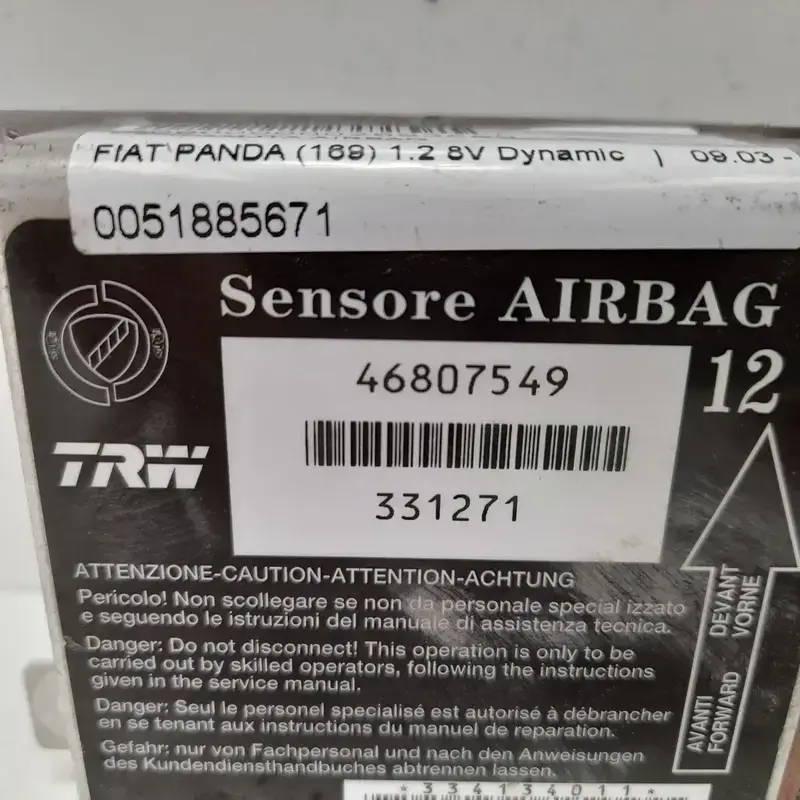 FIAT PANDA (169) 1.2 8V Dynamic | 09.03 -
0051885671
Sensore AIRBAG
46807549
12
331271
TRW
ATTENZIONE-CAUTION-ATTENTION-ACHTUNG
Pericolo! Non scollegare se non da personale special izzato
e seguendo le istruzioni del manuale di assistenza tecnica.
Danger: Do not disconnect! This operation is only to be
carried out by skilled operators, following the instructions
given in the service manual.
Danger: Seul le personel specialisé est autorisé à débrancher
en se tenant aux instructions du manuel de reparation.
Gefahr: nur von Fachpersonal und nach den Anweisungen
des Kundendiensthandbuches abtrennen lassen.
AVANTI DEVANT
FORWARD VORNE
*334134011*